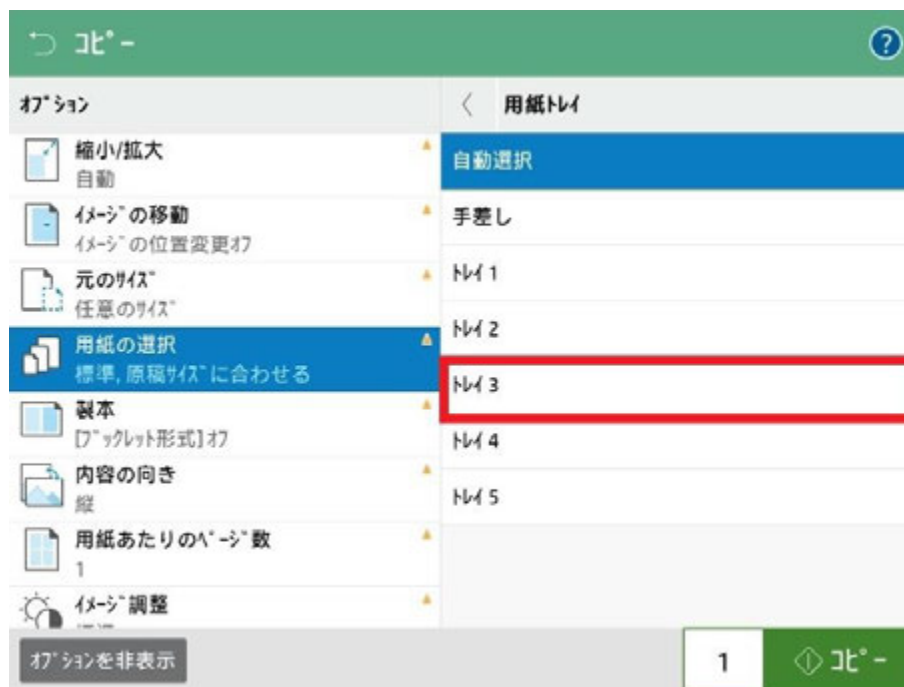 コピー
?
オプション
縮小/拡大
自動
イメージの移動
イメージの位置変更オフ
元のサイズ
任意のサイズ
用紙の選択
標準, 原稿サイズに合わせる
製本
[ブックレット形式] オフ
内容の向き
縦
用紙あたりのページ数
1
イメージ調整
用紙トレイ
自動選択
手差し
トレイ 1
トレイ 2
トレイ 3
トレイ 4
トレイ 5
オプションを非表示
1
コピー